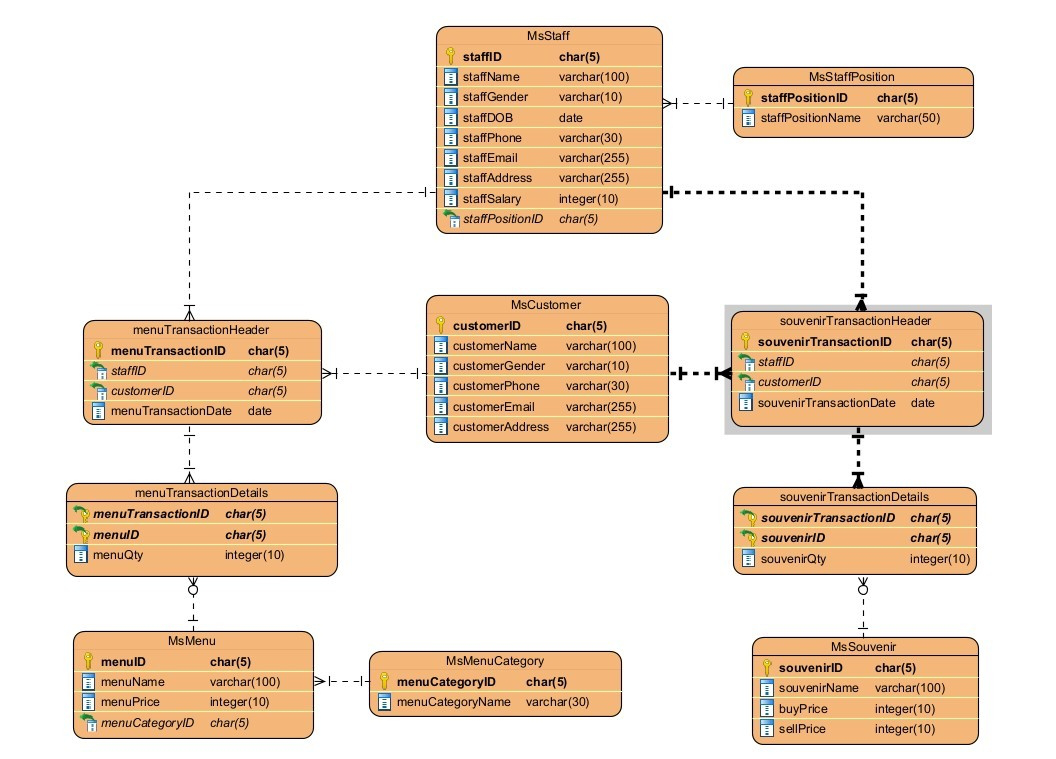 MsStaff
staffID char(5)
staffName varchar(100)
staffGender varchar(10)
staffDOB date
staffPhone varchar(30)
staffEmail varchar(255)
staffAddress varchar(255)
staffSalary integer(10)
staffPositionID char(5)
MsStaffPosition
staffPositionID char(5)
staffPositionName varchar(50)
menuTransactionHeader
menuTransactionID char(5)
staffID char(5)
customerID char(5)
menuTransactionDate date
MsCustomer
customerID char(5)
customerName varchar(100)
customerGender varchar(10)
customerPhone varchar(30)
customerEmail varchar(255)
customerAddress varchar(255)
souvenirTransactionHeader
souvenirTransactionID char(5)
staffID char(5)
customerID char(5)
souvenirTransactionDate date
menuTransactionDetails
menuTransactionID char(5)
menuID char(5)
menuQty integer(10)
souvenirTransactionDetails
souvenirTransactionID char(5)
souvenirID char(5)
souvenirQty integer(10)
MsMenu
menuID char(5)
menuName varchar(100)
menuPrice integer(10)
menuCategoryID char(5)
MsMenuCategory
menuCategoryID char(5)
menuCategoryName varchar(30)
MsSouvenir
souvenirID char(5)
souvenirName varchar(100)
buyPrice integer(10)
sellPrice integer(10)